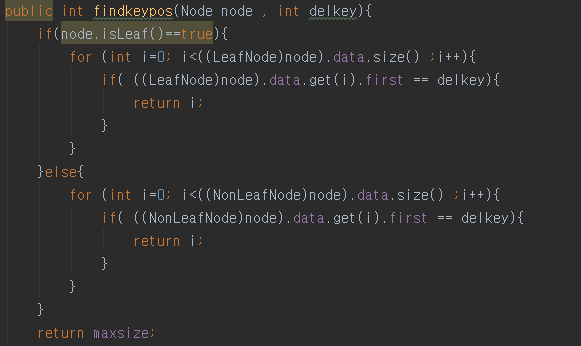 public int findkeypos(Node node , int delkey){
    if(node.isLeaf()==true){
        for (int i=0; i<((LeafNode)node).data.size() ;i++){
            if( ((LeafNode)node).data.get(i).first == delkey){
                return i;
            }
        }
    }else{
        for (int i=0; i<((NonLeafNode)node).data.size() ;i++){
            if( ((NonLeafNode)node).data.get(i).first == delkey){
                return i;
            }
        }
    }
    return maxsize;